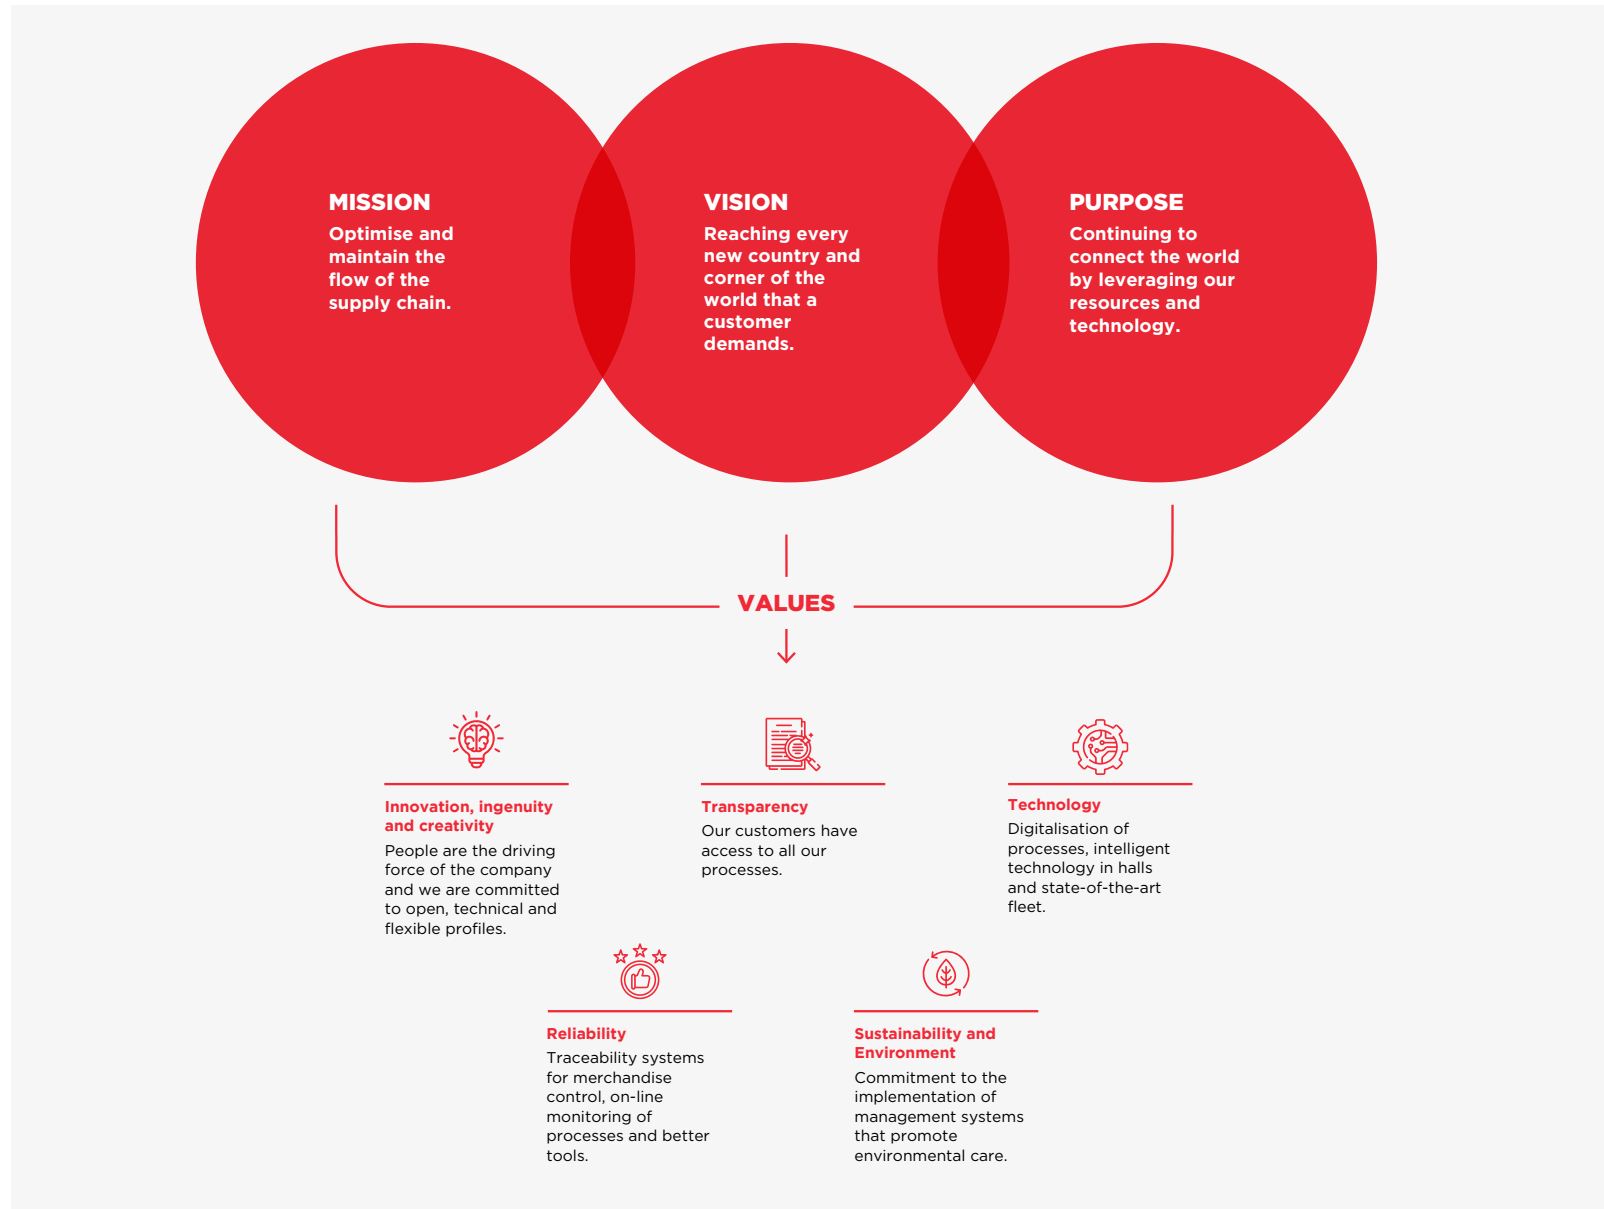 MISSION
Optimise and
maintain the
flow of the
supply chain.
VISION
Reaching every
new country and
corner of the
world that a
customer
demands.
PURPOSE
Continuing to
connect the world
by leveraging our
resources and
technology.
VALUES
Innovation, ingenuity
and creativity
People are the driving
force of the company
and we are committed
to open, technical and
flexible profiles.
Transparency
Our customers have
access to all our
processes.
Technology
Digitalisation of
processes, intelligent
technology in halls
and state-of-the-art
fleet.
Reliability
Traceability systems
for merchandise
control, on-line
monitoring of
processes and better
tools.
Sustainability and
Environment
Commitment to the
implementation of
management systems
that promote
environmental care.